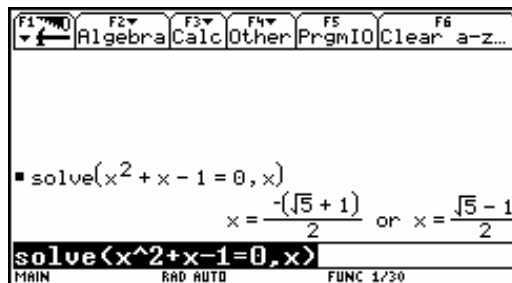 F1 F2 F3 F4 F5 F6
Algebra Calc Other PrgmIO Clear a-z…
solve(x² + x - 1 = 0, x)
x = -(√5 + 1)/2 or x = √5 - 1/2
solve(x^2+x-1=0,x)
MAIN RAD AUTO FUNC 1/30